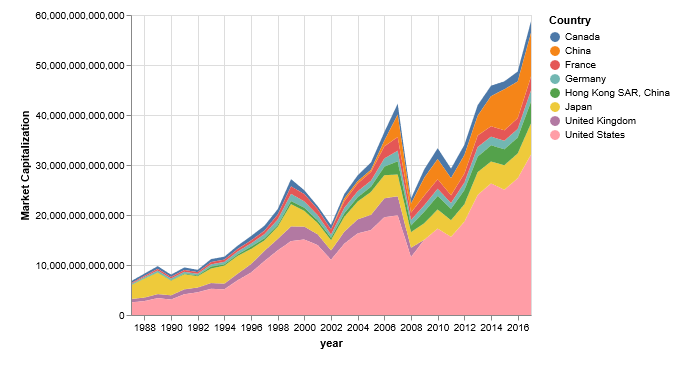 60,000,000,000,000
50,000,000,000,000
40,000,000,000,000
30,000,000,000,000
20,000,000,000,000
10,000,000,000,000
0
Market Capitalization
1988 1990 1992 1994 1996 1998 2000 2002 2004 2006 2008 2010 2012 2014 2016
year
Country
Canada
China
France
Germany
Hong Kong SAR, China
Japan
United Kingdom
United States